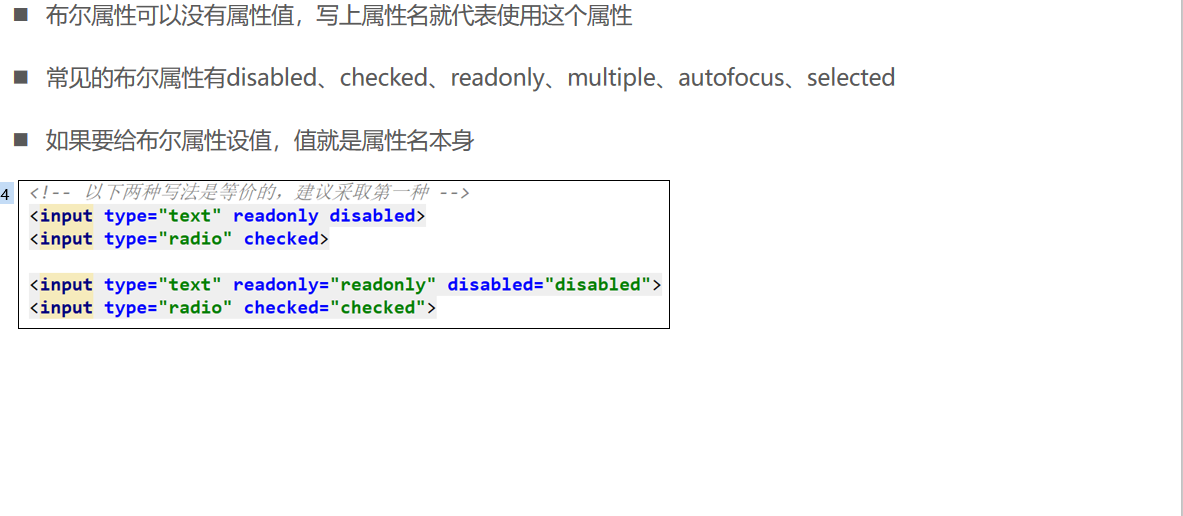 ■ 布尔属性可以没有属性值，写上属性名就代表使用这个属性
■ 常见的布尔属性有disabled、checked、readonly、multiple、autofocus、selected
■ 如果要给布尔属性设值，值就是属性名本身
4
<!-- 以下两种写法是等价的，建议采取第一种 -->
<input type="text" readonly disabled>
<input type="radio" checked>
<input type="text" readonly="readonly" disabled="disabled">
<input type="radio" checked="checked">